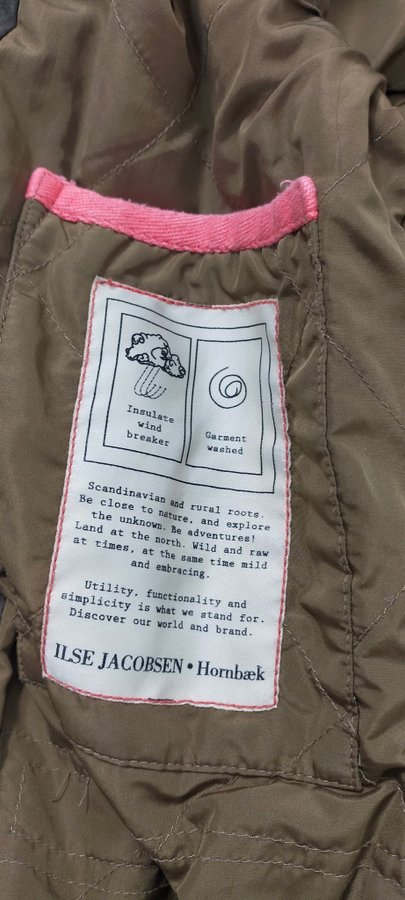 Insulate
wind
breaker
Garment
washed
Scandinavian and rural roots.
Be close to nature, and explore
the unknown. Be adventures!
Land at the north. Wild and raw
at times, at the same time mild
and embracing.
Utility, functionality and
simplicity is what we stand for.
Discover our world and brand.
ILSE JACOBSEN • Hornbæk